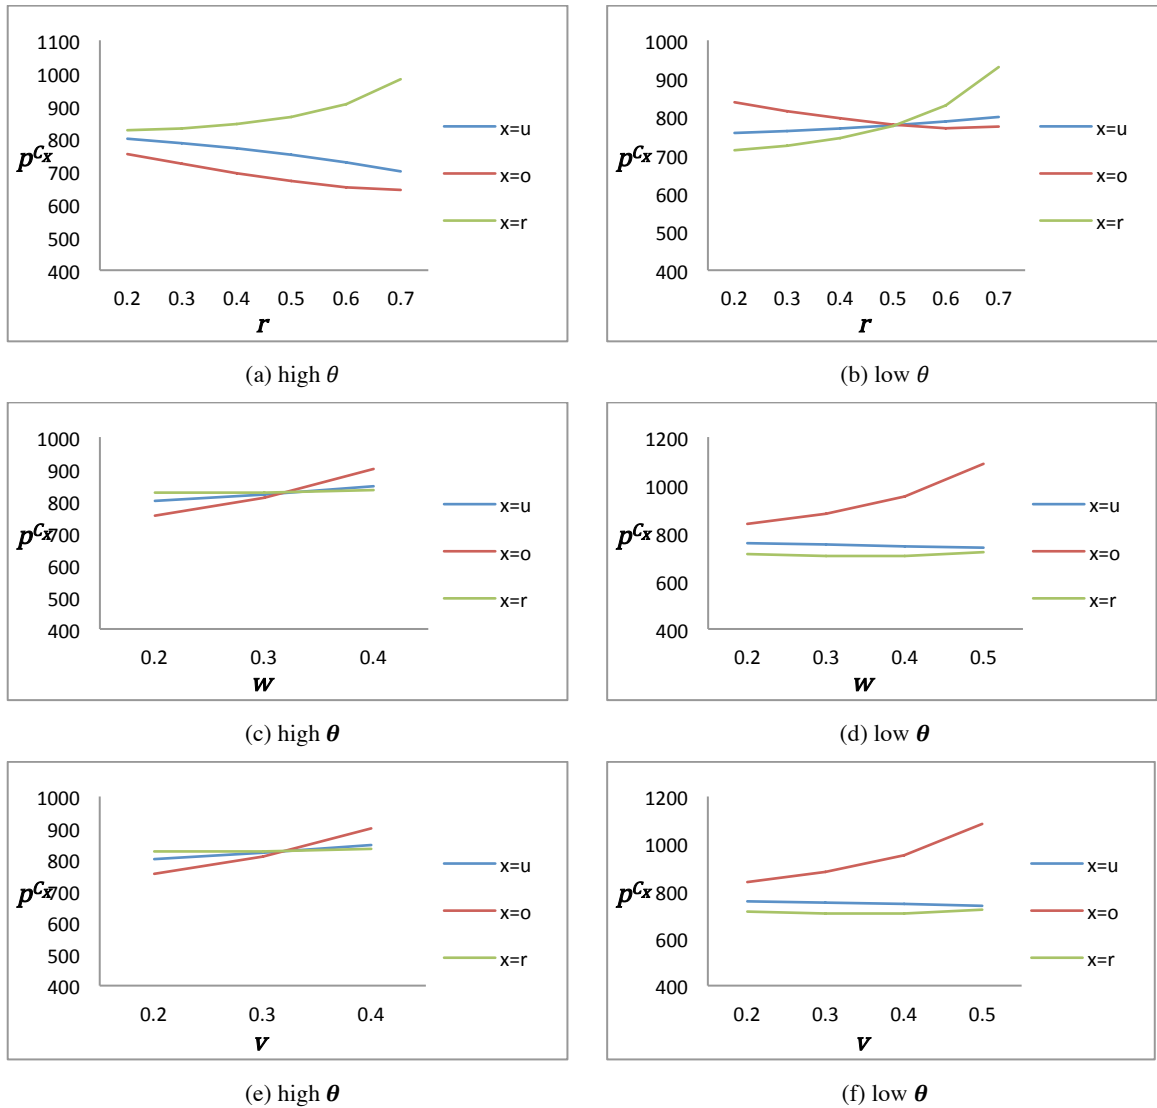 1100
1000
900
800
700
600
500
400
p^{C_x}
0.2 0.3 0.4 0.5 0.6 0.7
r
x=u
x=o
x=r
(a) high θ
1000
900
800
700
600
500
400
p^{C_x}
0.2 0.3 0.4 0.5 0.6 0.7
r
x=u
x=o
x=r
(b) low θ
1000
900
800
700
600
500
400
p^{C_x}
0.2 0.3 0.4
w
x=u
x=o
x=r
(c) high θ
1200
1000
800
600
400
p^{C_x}
0.2 0.3 0.4 0.5
w
x=u
x=o
x=r
(d) low θ
1000
900
800
700
600
500
400
p^{C_x}
0.2 0.3 0.4
v
x=u
x=o
x=r
(e) high θ
1200
1000
800
600
400
p^{C_x}
0.2 0.3 0.4 0.5
v
x=u
x=o
x=r
(f) low θ